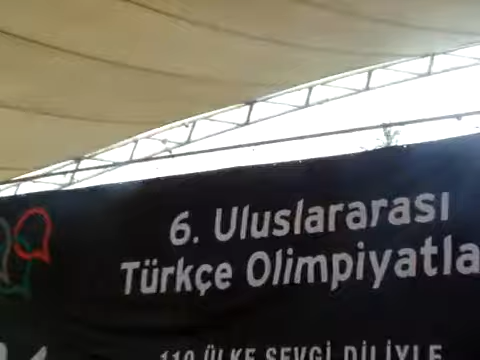 6. Uluslararası
Türkçe Olimpiyatla
110 ÜLKE SEVGİ DİLİYLE